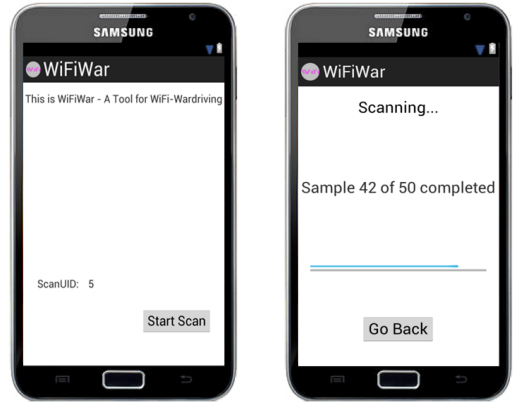 SAMSUNG
WiFiWar
This is WiFiWar - A Tool for WiFi-Wardriving
ScanUID: 5
Start Scan
SAMSUNG
WiFiWar
Scanning...
Sample 42 of 50 completed
Go Back